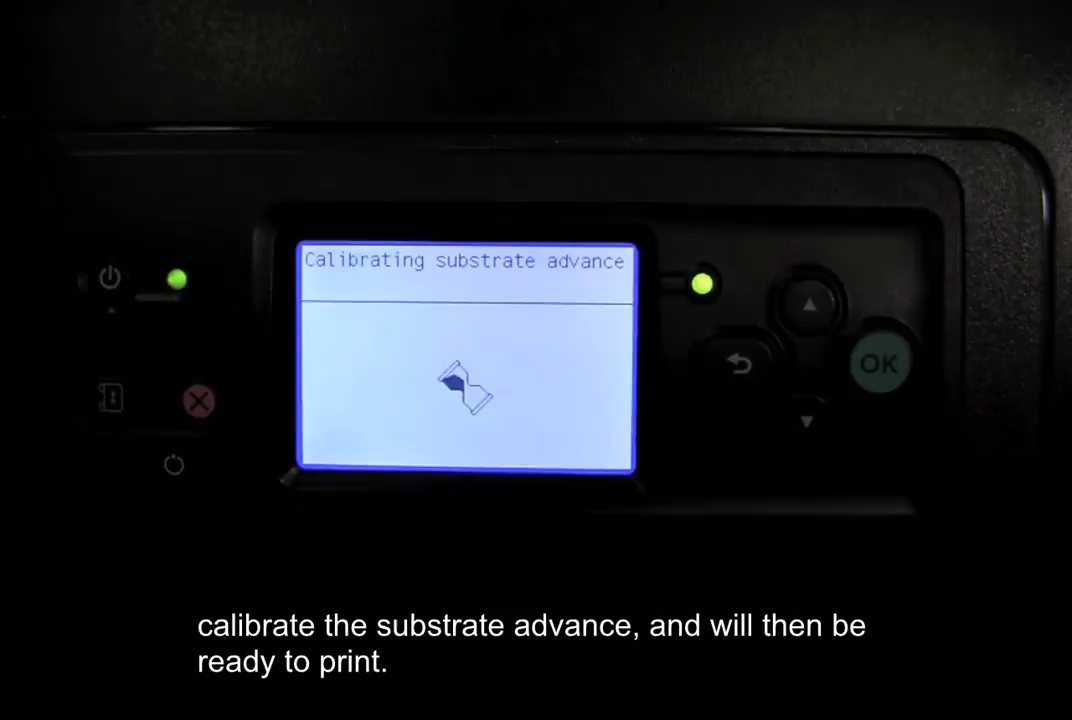 Calibrating substrate advance
OK
calibrate the substrate advance, and will then be
ready to print.